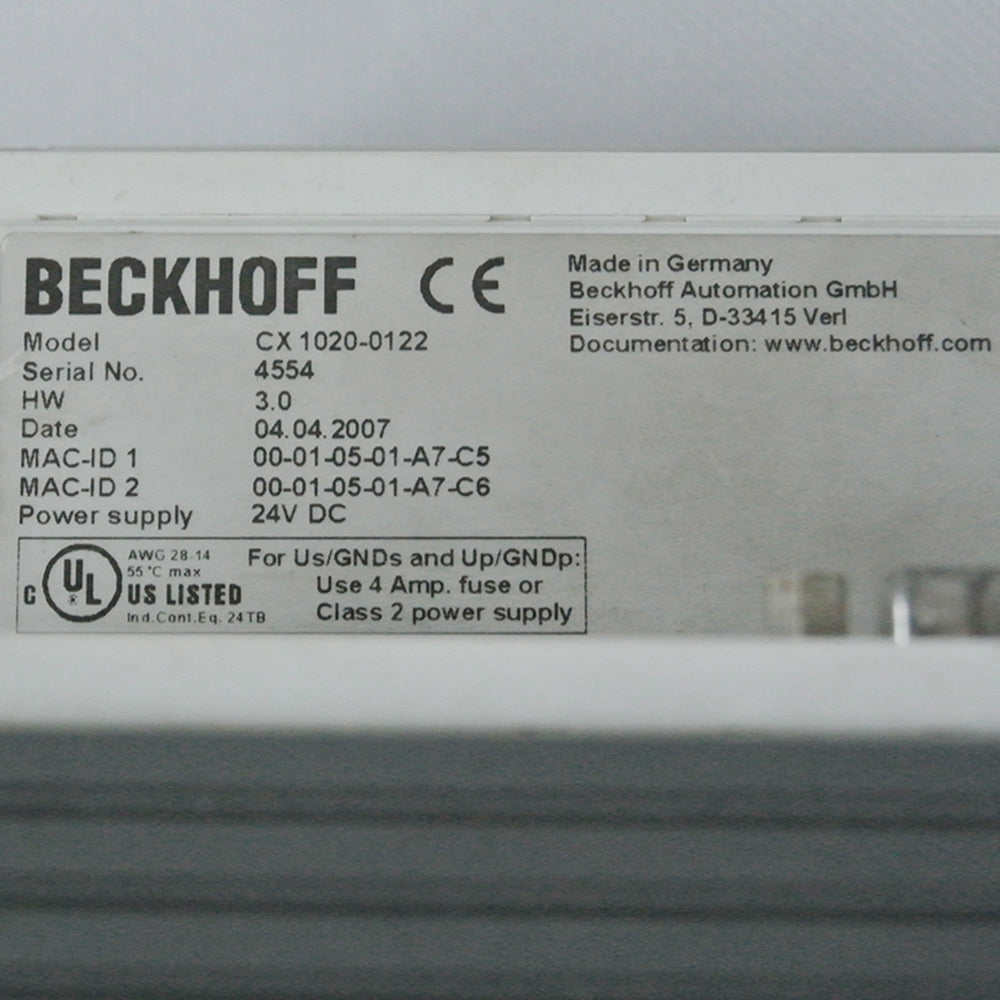 BECKHOFF CE
Model CX 1020-0122
Serial No. 4554
HW 3.0
Date 04.04.2007
MAC-ID 1 00-01-05-01-A7-C5
MAC-ID 2 00-01-05-01-A7-C6
Power supply 24V DC
Made in Germany
Beckhoff Automation GmbH
Eiserstr. 5, D-33415 Verl
Documentation: www.beckhoff.com
C UL
AWG 28-14
55°C max
US LISTED
Ind.Cont.Eq. 24TB
For Us/GNDs and Up/GNDp:
Use 4 Amp. fuse or
Class 2 power supply